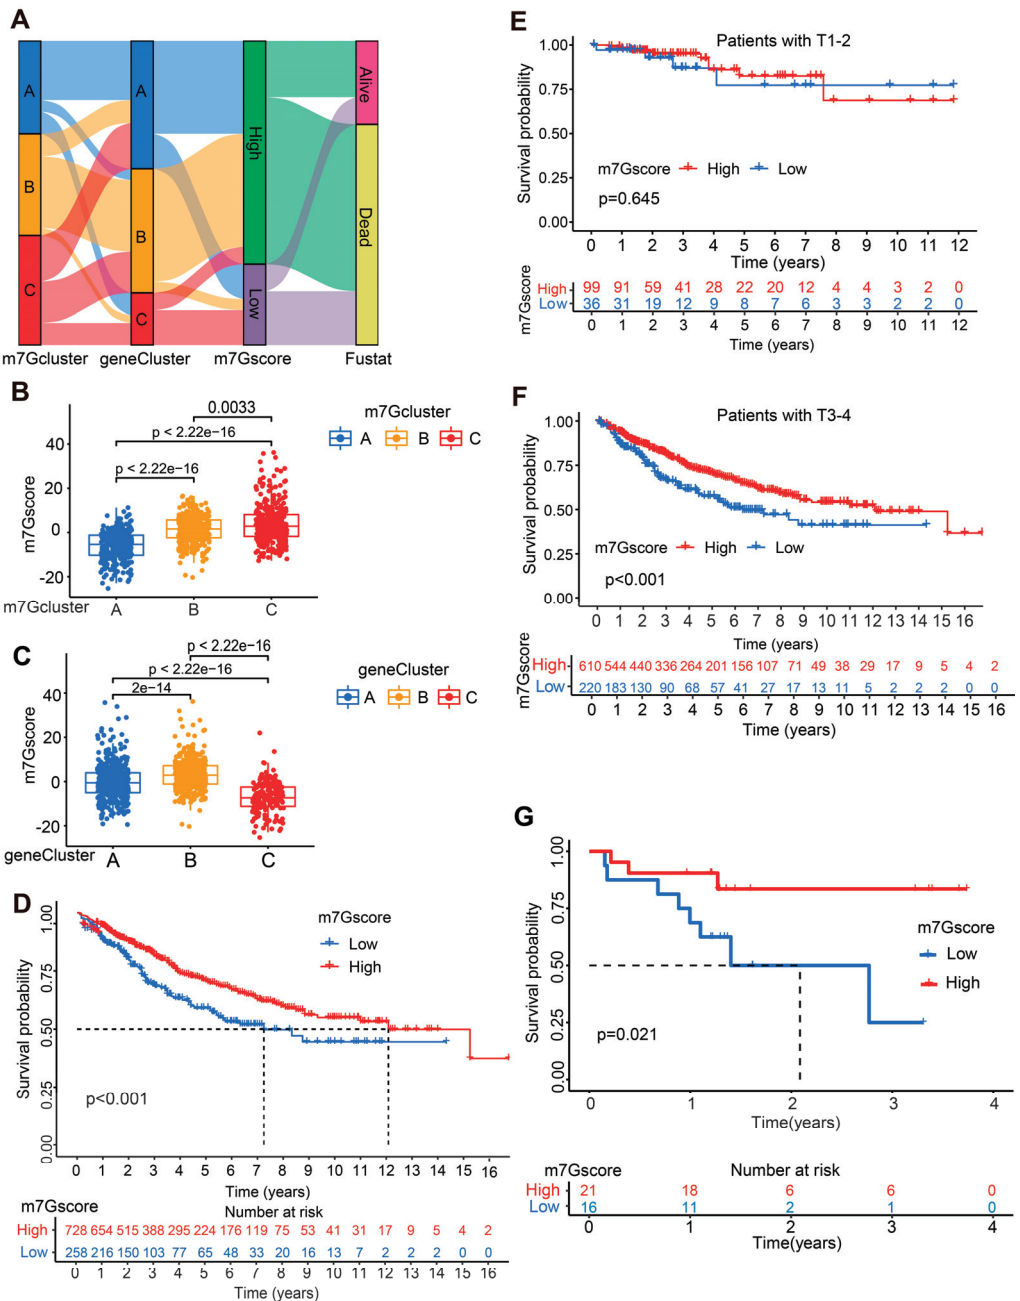 A
A
B
C
A
B
C
High
Low
Alive
Dead
m7Gcluster geneCluster m7Gscore Fustat
B
m7Gcluster
A B C
0.0033
p < 2.22e−16
p < 2.22e−16
m7Gscore
40
20
0
-20
m7Gcluster A B C
C
geneCluster
A B C
p < 2.22e−16
p < 2.22e−16
2e−14
m7Gscore
40
20
0
-20
geneCluster A B C
D
m7Gscore
Low
High
Survival probability
1.00
0.75
0.50
0.25
0.00
p<0.001
0 1 2 3 4 5 6 7 8 9 10 11 12 13 14 15 16
Time (years)
m7Gscore Number at risk
High 728 654 515 388 295 224 176 119 75 53 41 31 17 9 5 4 2
Low 258 216 150 103 77 65 48 33 20 16 13 7 2 2 2 0 0
0 1 2 3 4 5 6 7 8 9 10 11 12 13 14 15 16
Time (years)
E
Patients with T1-2
Survival probability
1.00
0.75
0.50
0.25
0.00
m7Gscore High Low
p=0.645
0 1 2 3 4 5 6 7 8 9 10 11 12
Time (years)
m7Gscore
High 99 91 59 41 28 22 20 12 4 4 3 2 0
Low 36 31 19 12 9 8 7 6 3 3 2 2 0
0 1 2 3 4 5 6 7 8 9 10 11 12
Time (years)
F
Patients with T3-4
Survival probability
1.00
0.75
0.50
0.25
0.00
m7Gscore High Low
p<0.001
0 1 2 3 4 5 6 7 8 9 10 11 12 13 14 15 16
Time (years)
m7Gscore
High 610 544 440 336 264 201 156 107 71 49 38 29 17 9 5 4 2
Low 220 183 130 90 68 57 41 27 17 13 11 5 2 2 2 0 0
0 1 2 3 4 5 6 7 8 9 10 11 12 13 14 15 16
Time (years)
G
Survival probability
1.00
0.75
0.50
0.25
0.00
m7Gscore
Low
High
p=0.021
0 1 2 3 4
Time(years)
m7Gscore Number at risk
High 21 18 6 6 0
Low 16 11 2 1 0
0 1 2 3 4
Time(years)